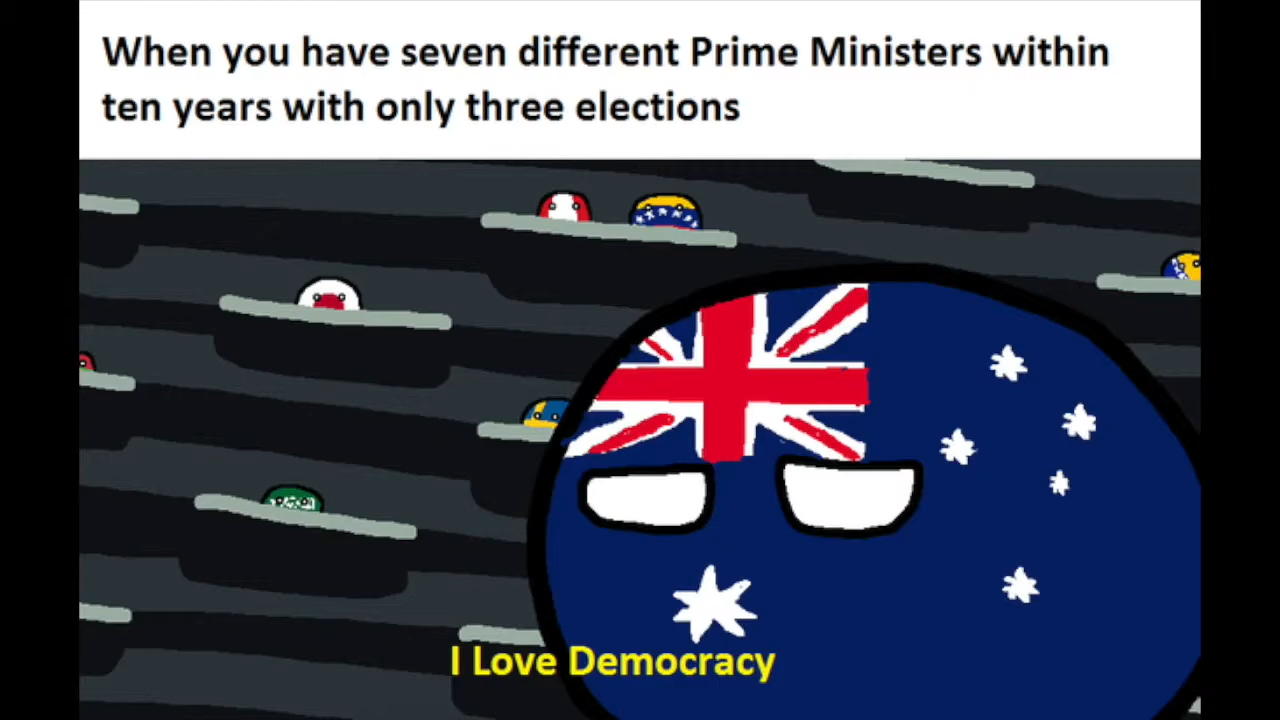 When you have seven different Prime Ministers within
ten years with only three elections
I Love Democracy